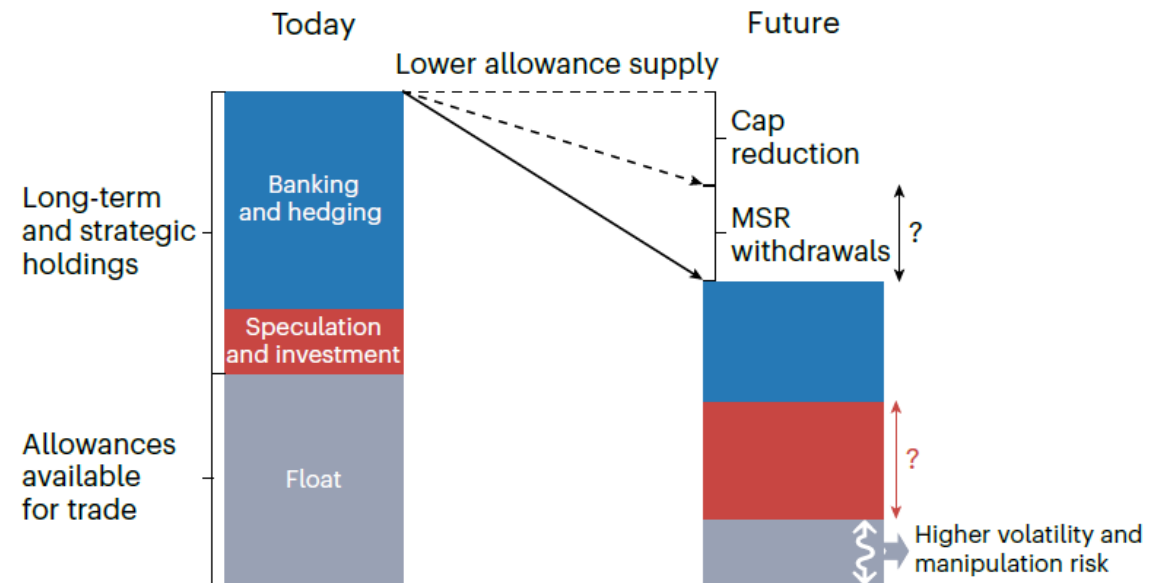 Today
Future
Lower allowance supply
Cap
reduction
MSR
withdrawals
?
Long-term
and strategic
holdings
Banking
and hedging
Speculation
and investment
Allowances
available
for trade
Float
?
Higher volatility and
manipulation risk